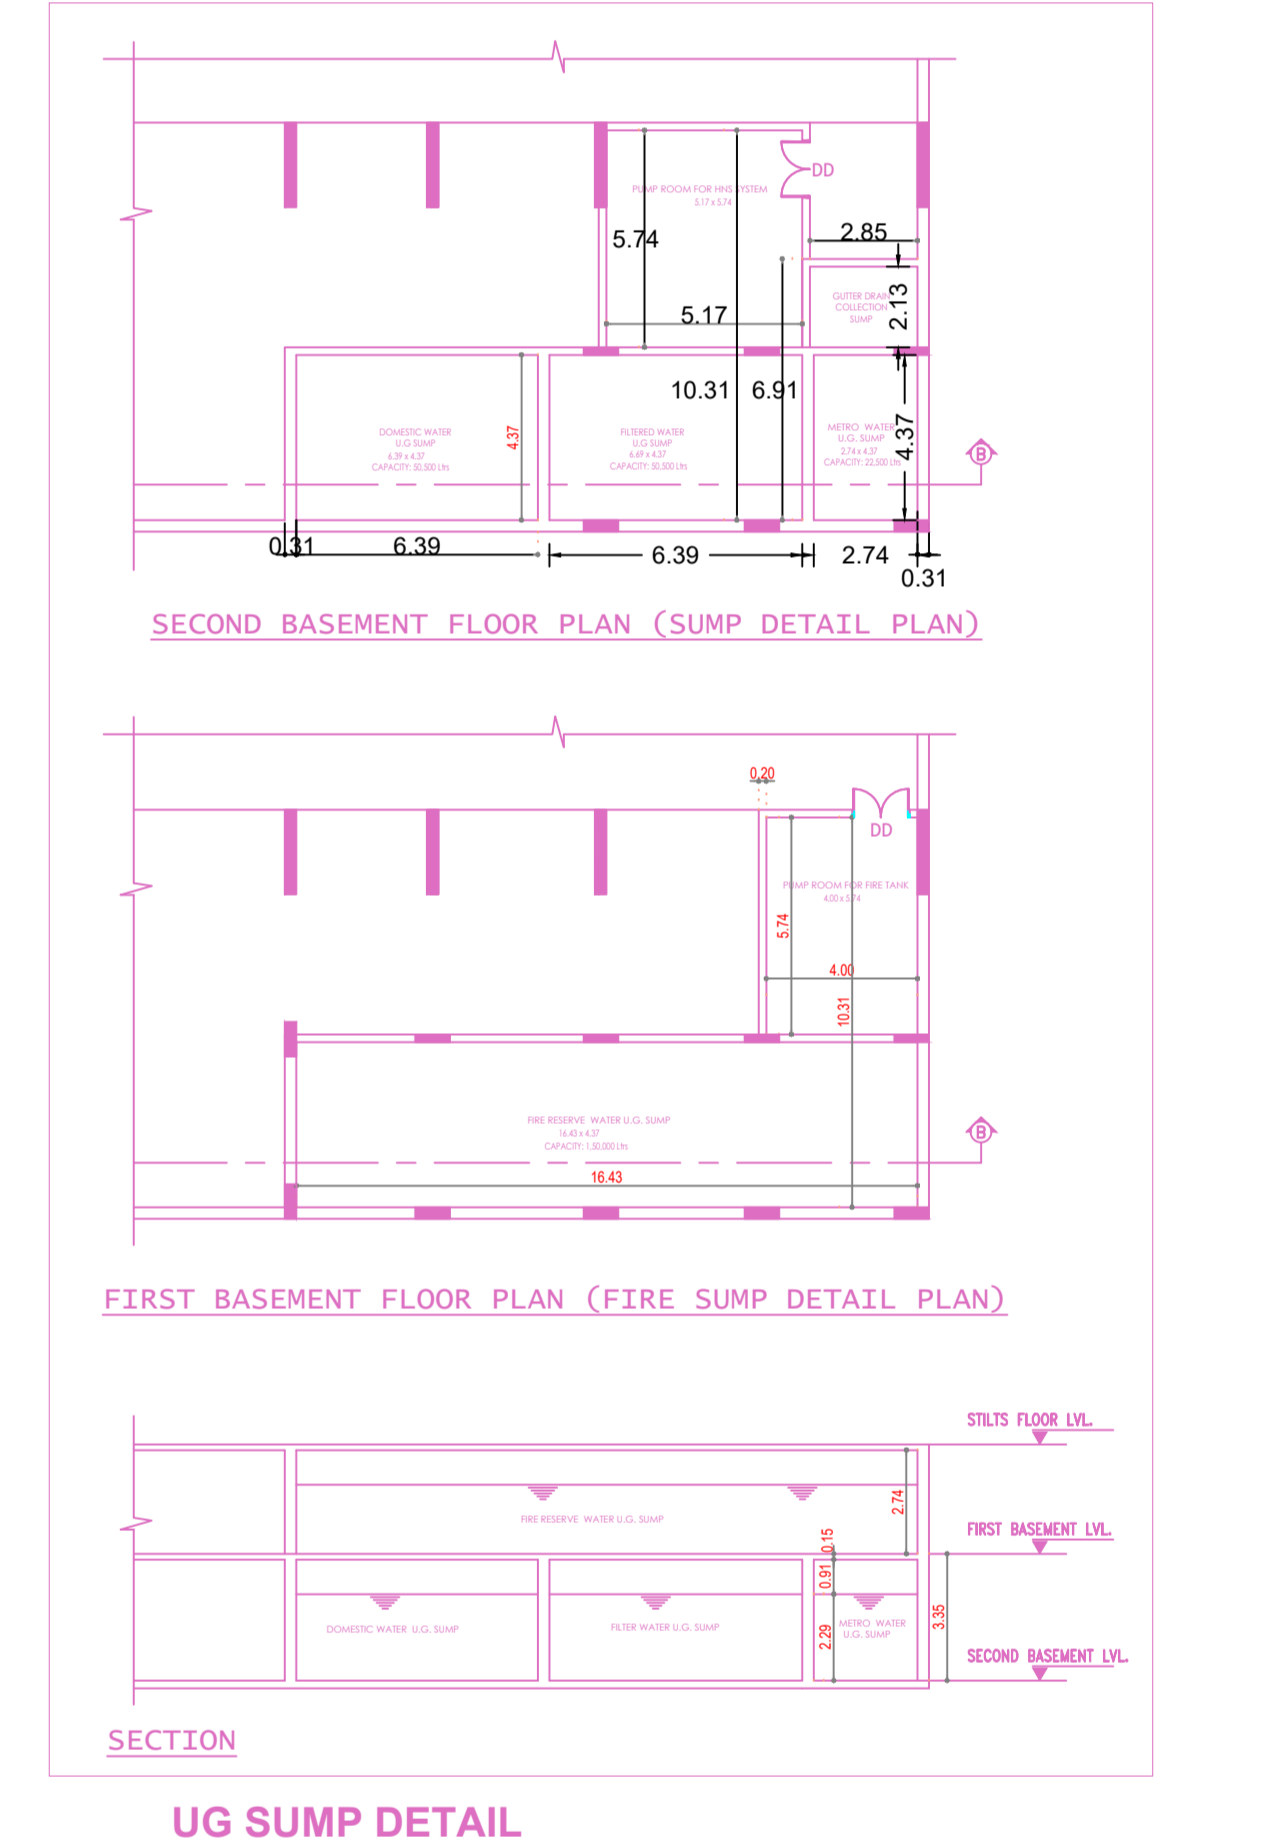 DD
PUMP ROOM FOR HNS SYSTEM
5.17 x 5.74
5.74
2.85
GUTTER DRAIN
COLLECTION
SUMP
2.13
5.17
10.31
6.91
DOMESTIC WATER
U.G SUMP
6.39 x 4.37
CAPACITY: 50,500 Ltrs
4.37
FILTERED WATER
U.G SUMP
6.69 x 4.37
CAPACITY: 50,500 Ltrs
METRO WATER
U.G. SUMP
2.74 x 4.37
CAPACITY: 22,500 Ltrs
4.37
B
0.31
6.39
6.39
2.74
0.31
SECOND BASEMENT FLOOR PLAN (SUMP DETAIL PLAN)
0.20
DD
PUMP ROOM FOR FIRE TANK
4.00 x 5.74
5.74
4.00
10.31
FIRE RESERVE WATER U.G. SUMP
16.43 x 4.37
CAPACITY: 1,50,000 Ltrs
B
16.43
FIRST BASEMENT FLOOR PLAN (FIRE SUMP DETAIL PLAN)
STILTS FLOOR LVL.
2.74
FIRE RESERVE WATER U.G. SUMP
FIRST BASEMENT LVL.
0.15
0.91
DOMESTIC WATER U.G. SUMP
FILTER WATER U.G. SUMP
METRO WATER
U.G. SUMP
2.29
3.35
SECOND BASEMENT LVL.
SECTION
UG SUMP DETAIL